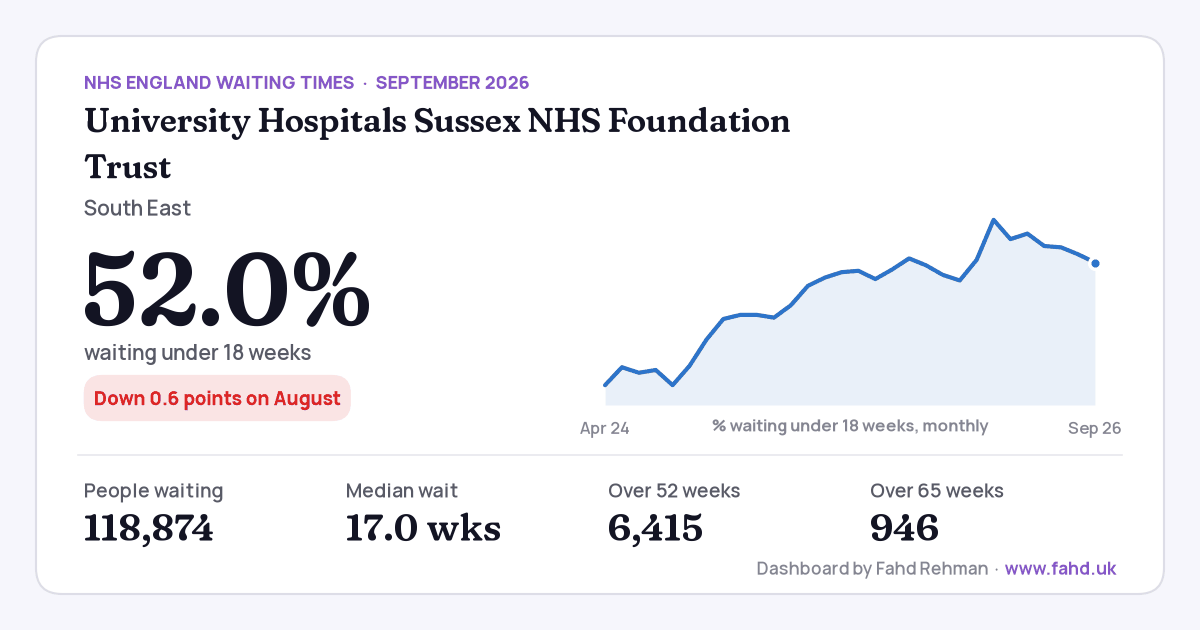 NHS ENGLAND WAITING TIMES · SEPTEMBER 2026
University Hospitals Sussex NHS Foundation
Trust
South East
52.0%
waiting under 18 weeks
Down 0.6 points on August
Apr 24
% waiting under 18 weeks, monthly
Sep 26
People waiting
118,874
Median wait
17.0 wks
Over 52 weeks
6,415
Over 65 weeks
946
Dashboard by Fahd Rehman · www.fahd.uk